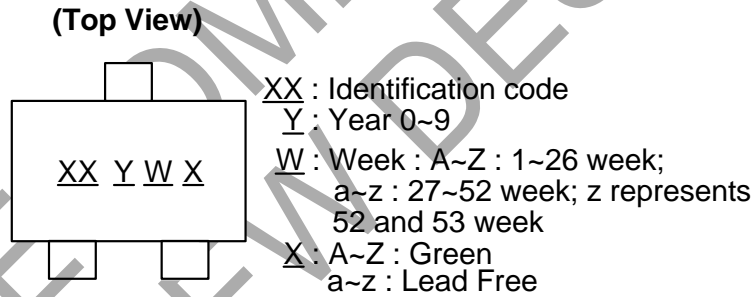 (Top View)
XX Y W X
XX : Identification code
Y : Year 0~9
W : Week : A~Z : 1~26 week;
a~z : 27~52 week; z represents
52 and 53 week
X : A~Z : Green
a~z : Lead Free